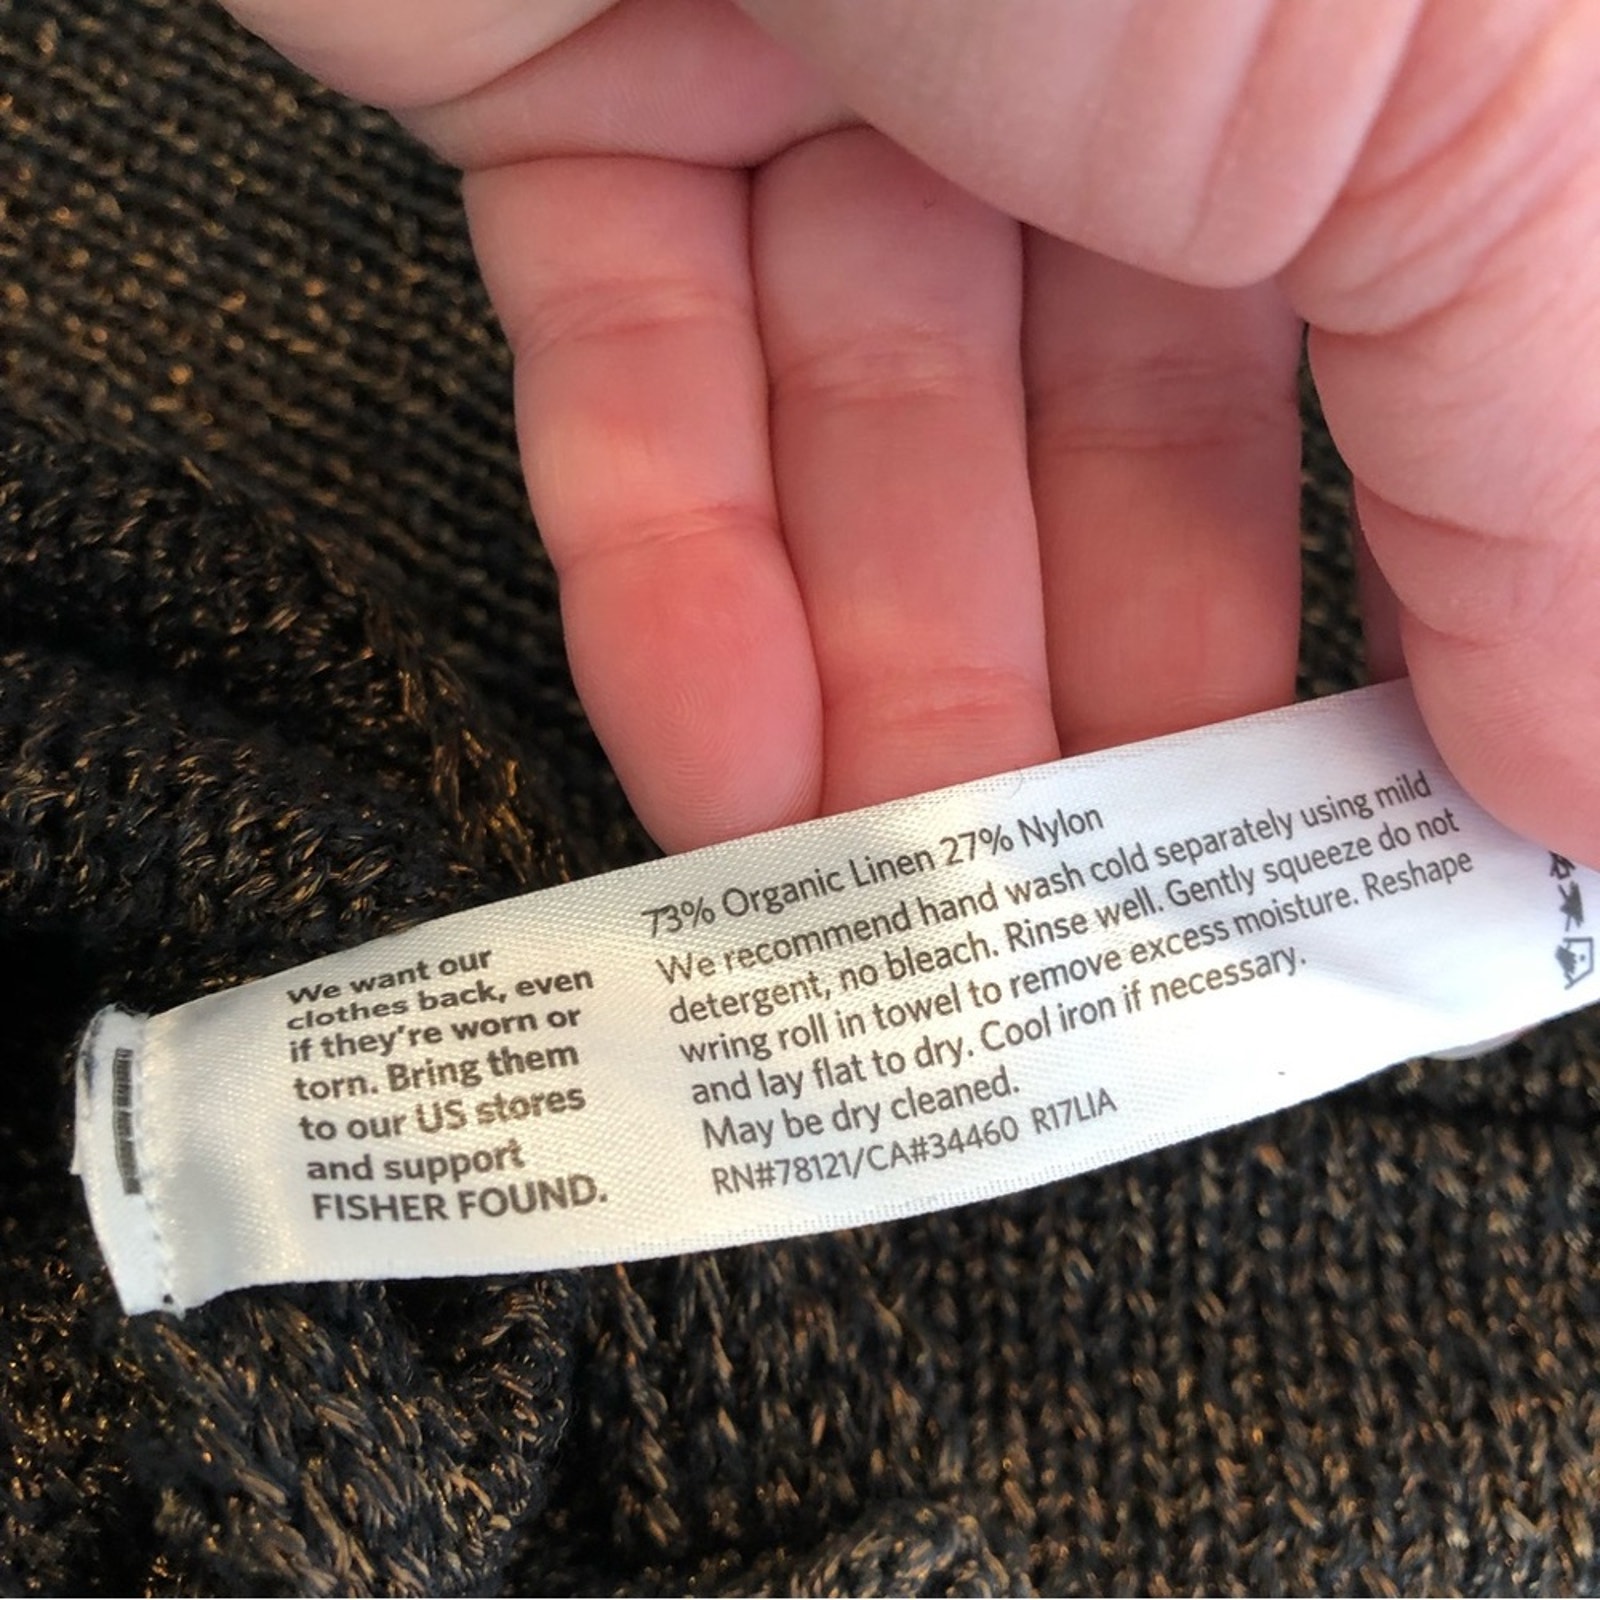 We want our
clothes back, even
if they're worn or
torn. Bring them
to our US stores
and support
FISHER FOUND.
73% Organic Linen 27% Nylon
We recommend hand wash cold separately using mild
detergent, no bleach. Rinse well. Gently squeeze do not
wring roll in towel to remove excess moisture. Reshape
and lay flat to dry. Cool iron if necessary.
May be dry cleaned.
RN#78121/CA#34460 R17LIA